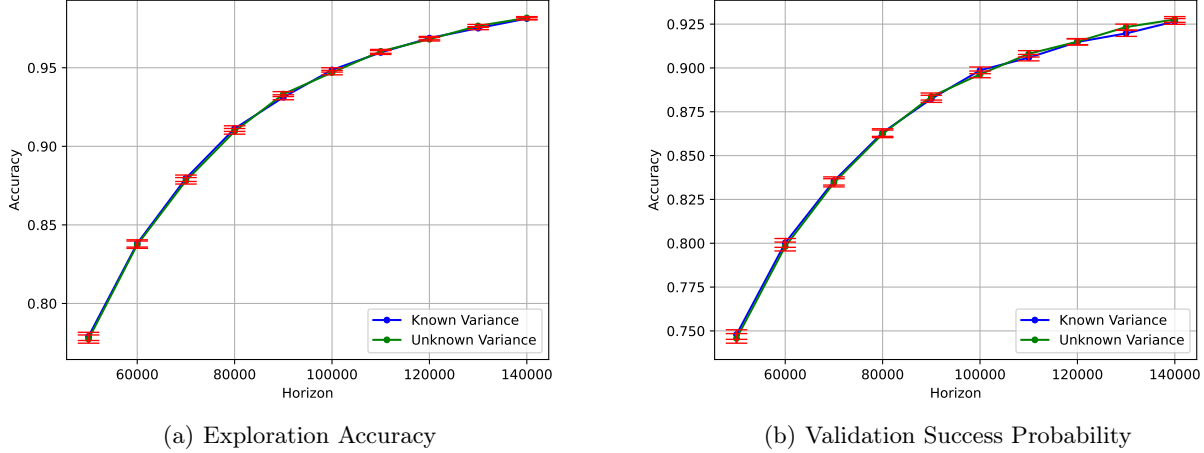 0.95
0.90
0.85
0.80
Accuracy
60000 80000 100000 120000 140000
Horizon
Known Variance
Unknown Variance
(a) Exploration Accuracy
0.925
0.900
0.875
0.850
0.825
0.800
0.775
0.750
Accuracy
60000 80000 100000 120000 140000
Horizon
Known Variance
Unknown Variance
(b) Validation Success Probability